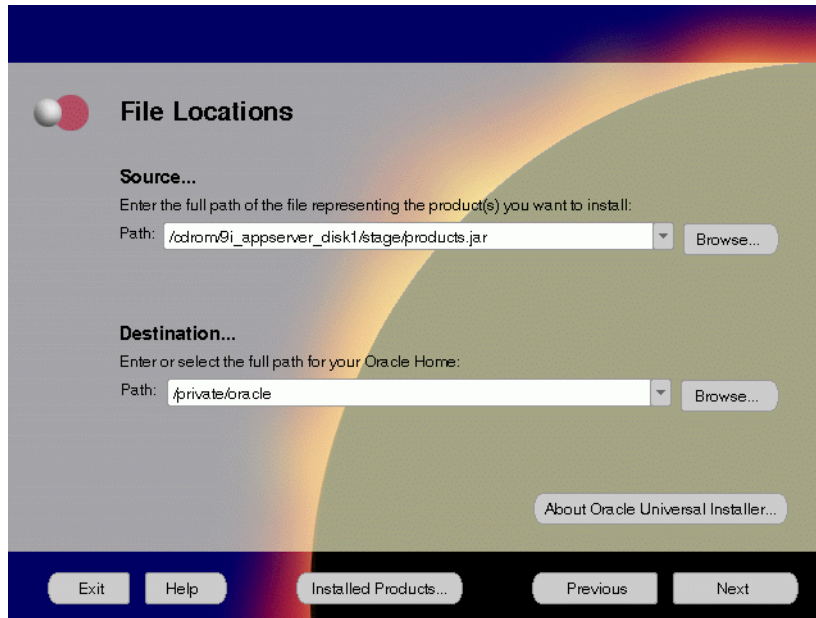 File Locations
Source...
Enter the full path of the file representing the product(s) you want to install:
Path: /cdrom/9i_appserver_disk1/stage/products.jar Browse...
Destination...
Enter or select the full path for your Oracle Home:
Path: /private/oracle Browse...
About Oracle Universal Installer...
Exit Help Installed Products... Previous Next